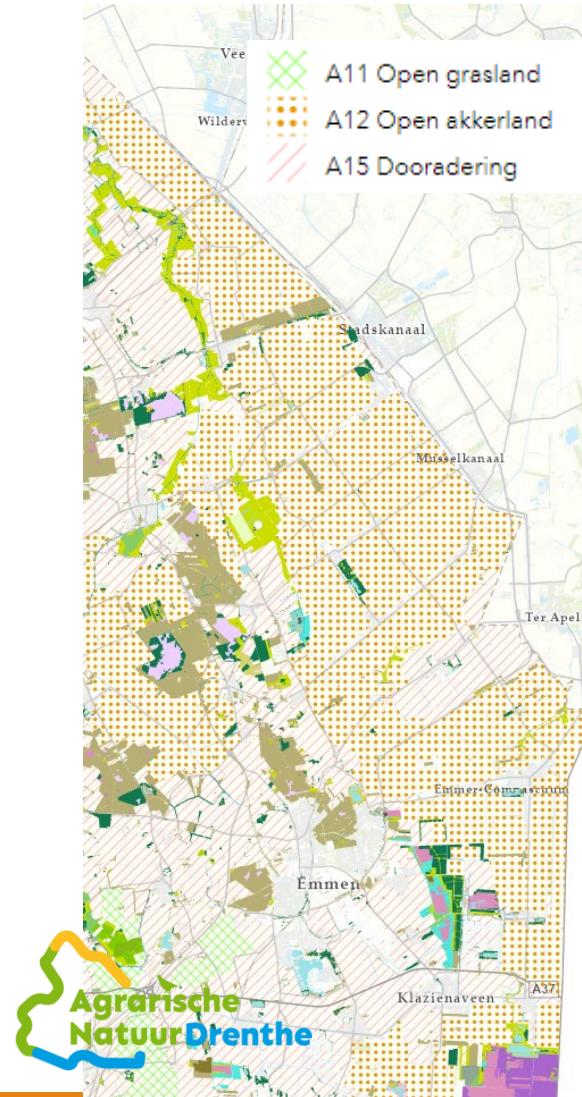 Vee
A11 Open grasland
A12 Open akkerland
Wilderv
A15 Dooradering
Stadskanaal
Musselkanaal
Ter Apel
Emmer-Compascuum
Emmen
A37
Klazienaveen
Agrarische
NatuurDrenthe